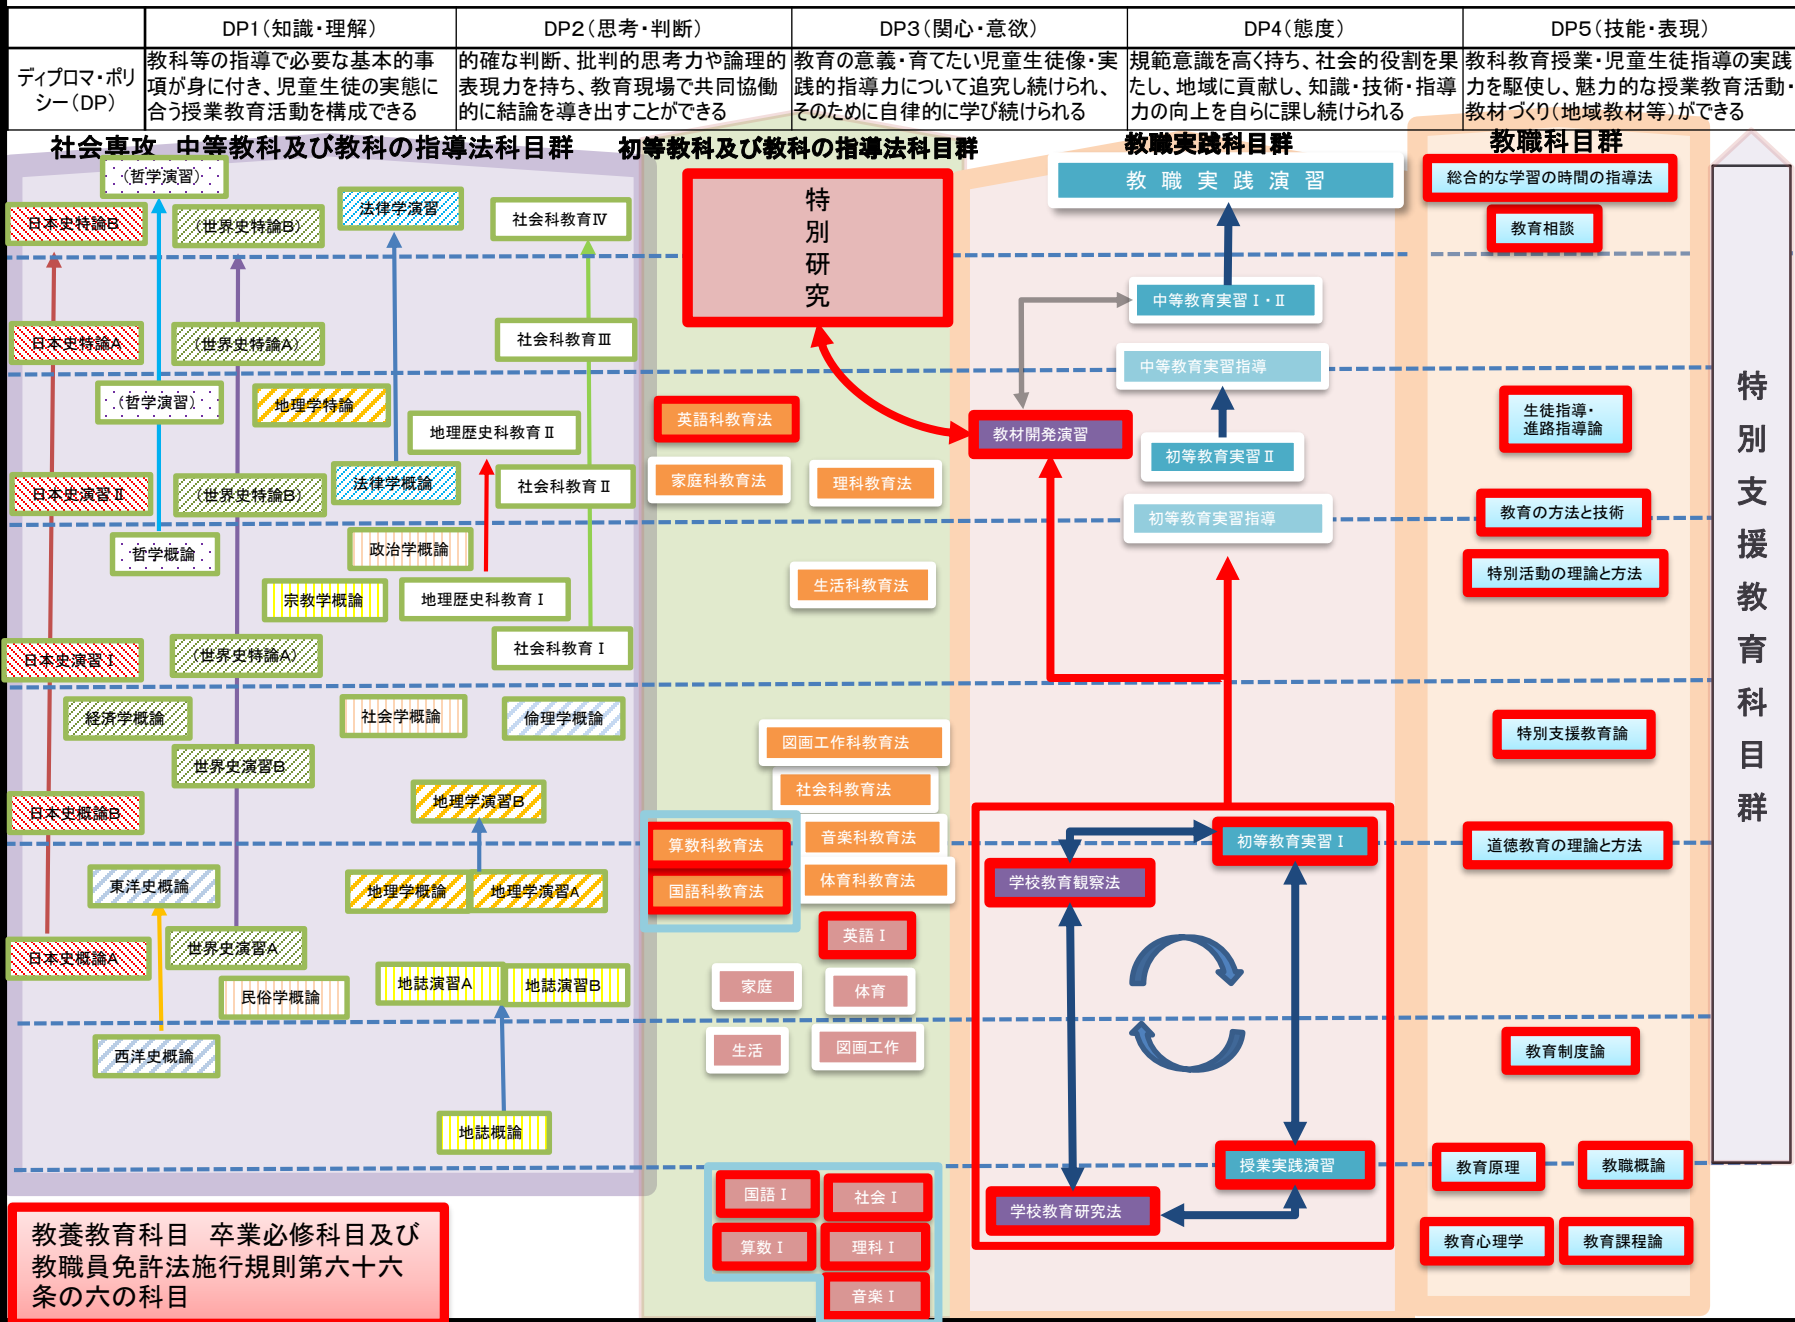 DP1(知識・理解)
DP2(思考・判断)
DP3(関心・意欲)
DP4(態度)
DP5(技能・表現)
ディプロマ・ポリ
シー(DP)
教科等の指導で必要な基本的事
項が身に付き、児童生徒の実態に
合う授業教育活動を構成できる
的確な判断、批判的思考力や論理的
表現力を持ち、教育現場で共同協働
的に結論を導き出すことができる
教育の意義・育てたい児童生徒像・実
践的指導力について追究し続けられ、
そのために自律的に学び続けられる
規範意識を高く持ち、社会的役割を果
たし、地域に貢献し、知識・技術・指導
力の向上を自らに課し続けられる
教科教育授業・児童生徒指導の実践
力を駆使し、魅力的な授業教育活動・
教材づくり(地域教材等)ができる
社会専攻 中等教科及び教科の指導法科目群
初等教科及び教科の指導法科目群
教職実践科目群
教職科目群
(哲学演習)
日本史特論B
(世界史特論B)
法律学演習
社会科教育Ⅳ
日本史特論A
(世界史特論A)
社会科教育Ⅲ
(哲学演習)
地理学特論
地理歴史科教育Ⅱ
日本史演習Ⅱ
(世界史特論B)
法律学概論
社会科教育Ⅱ
哲学概論
政治学概論
宗教学概論
地理歴史科教育Ⅰ
日本史演習Ⅰ
(世界史特論A)
社会科教育Ⅰ
経済学概論
社会学概論
倫理学概論
世界史演習B
日本史概論B
地理学演習B
東洋史概論
地理学概論
地理学演習A
日本史概論A
世界史演習A
民俗学概論
地誌演習A
地誌演習B
西洋史概論
地誌概論
教養教育科目 卒業必修科目及び
教職員免許法施行規則第六十六
条の六の科目
特
別
研
究
英語科教育法
家庭科教育法
理科教育法
生活科教育法
図画工作科教育法
社会科教育法
算数科教育法
音楽科教育法
国語科教育法
体育科教育法
英語Ⅰ
家庭
体育
生活
図画工作
国語Ⅰ
社会Ⅰ
算数Ⅰ
理科Ⅰ
音楽Ⅰ
教職実践演習
中等教育実習Ⅰ・Ⅱ
中等教育実習指導
教材開発演習
初等教育実習Ⅱ
初等教育実習指導
初等教育実習Ⅰ
学校教育観察法
授業実践演習
学校教育研究法
総合的な学習の時間の指導法
教育相談
生徒指導・
進路指導論
教育の方法と技術
特別活動の理論と方法
特別支援教育論
道徳教育の理論と方法
教育制度論
教育原理
教職概論
教育心理学
教育課程論
特
別
支
援
教
育
科
目
群